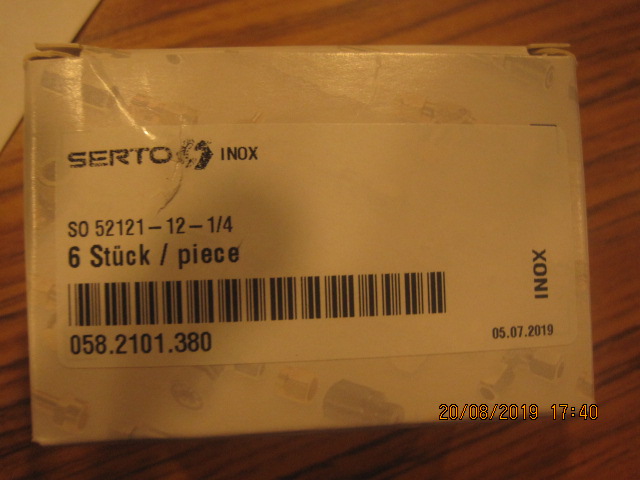 SERTO INOX
SO 52121-12-1/4
6 Stück / piece
058.2101.380
INOX
05.07.2019
20/08/2019 17:40